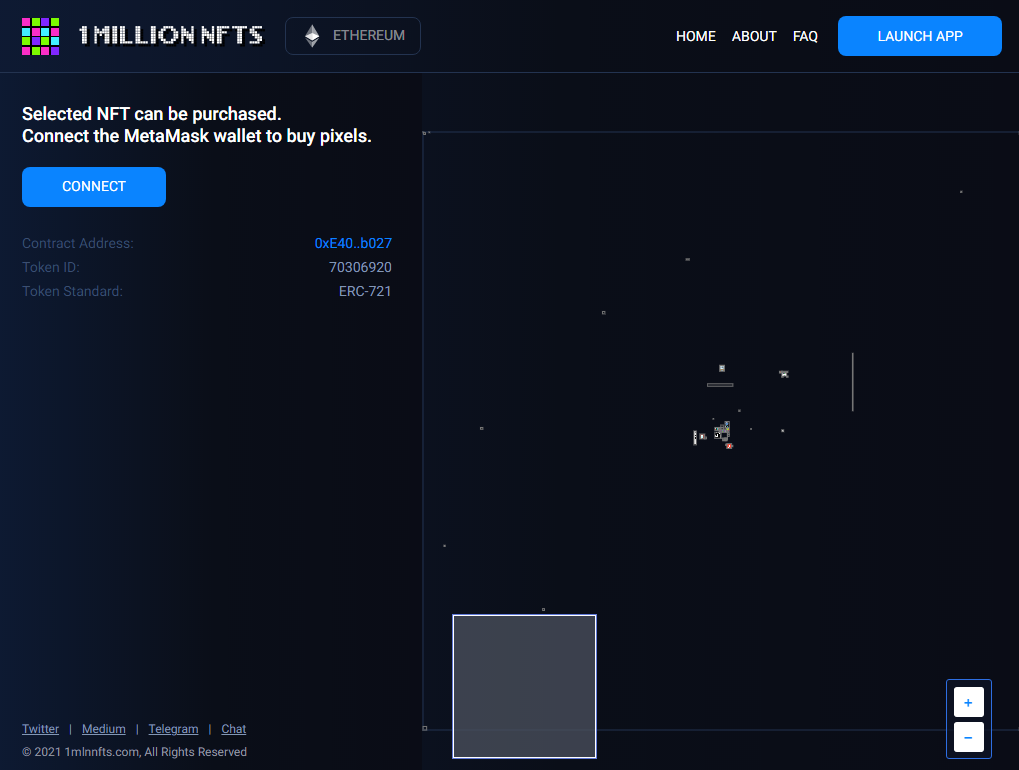 1 MILLION NFTS
ETHEREUM
HOME ABOUT FAQ LAUNCH APP
Selected NFT can be purchased.
Connect the MetaMask wallet to buy pixels.
CONNECT
Contract Address: 0xE40..b027
Token ID: 70306920
Token Standard: ERC-721
+
−
Twitter | Medium | Telegram | Chat
© 2021 1mlnnfts.com, All Rights Reserved